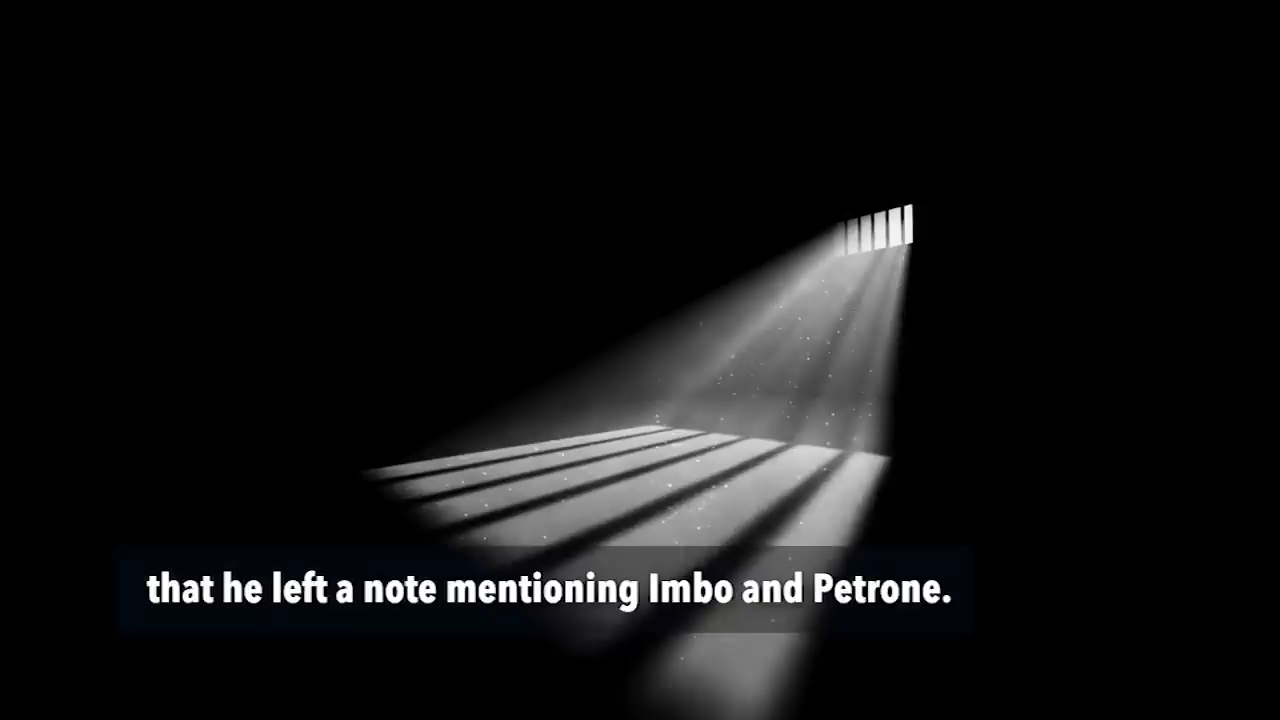 that he left a note mentioning Imbo and Petrone.